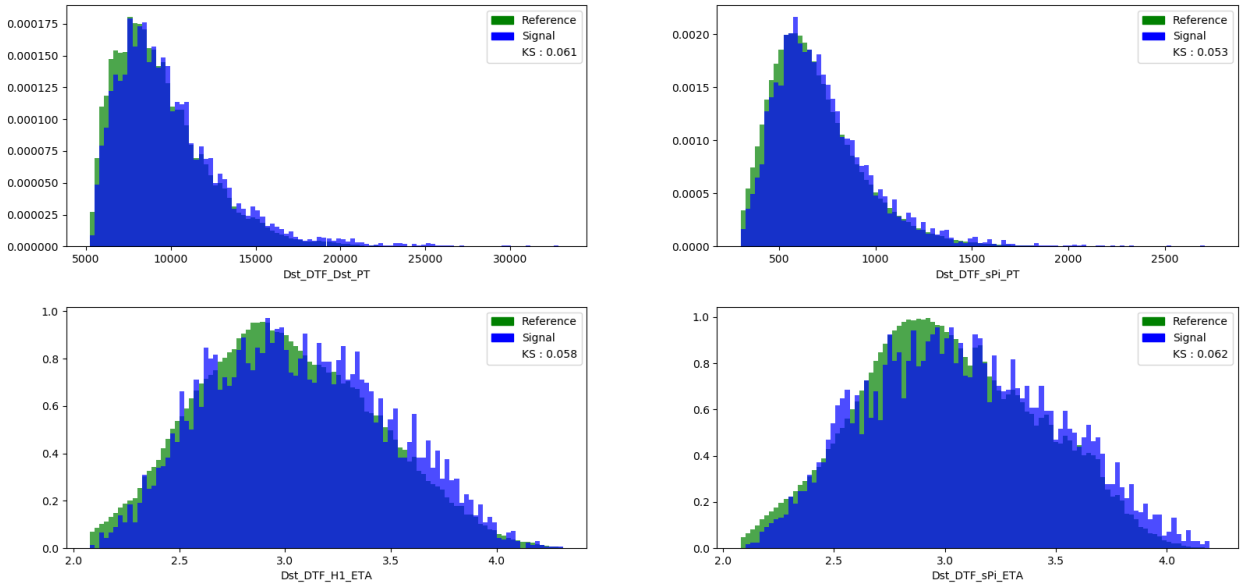 0.000175
0.000150
0.000125
0.000100
0.000075
0.000050
0.000025
0.000000
5000 10000 15000 20000 25000 30000
Dst_DTF_Dst_PT
Reference
Signal
KS : 0.061
0.0020
0.0015
0.0010
0.0005
0.0000
500 1000 1500 2000 2500
Dst_DTF_sPi_PT
Reference
Signal
KS : 0.053
1.0
0.8
0.6
0.4
0.2
0.0
2.0 2.5 3.0 3.5 4.0
Dst_DTF_H1_ETA
Reference
Signal
KS : 0.058
1.0
0.8
0.6
0.4
0.2
0.0
2.0 2.5 3.0 3.5 4.0
Dst_DTF_sPi_ETA
Reference
Signal
KS : 0.062